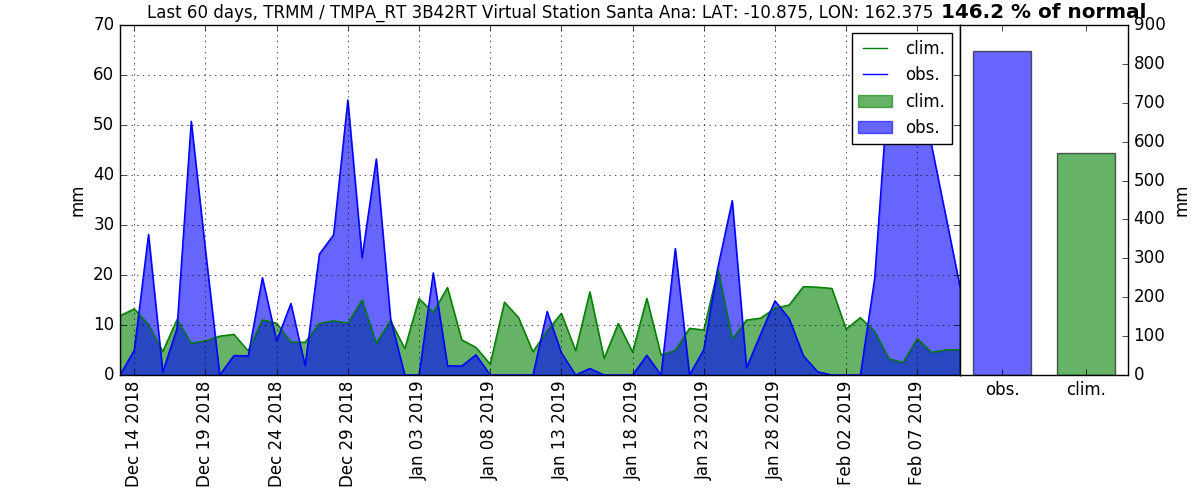 Last 60 days, TRMM / TMPA_RT 3B42RT Virtual Station Santa Ana: LAT: -10.875, LON: 162.375 146.2 % of normal
70
60
50
40
30
20
10
0
mm
clim.
obs.
clim.
obs.
900
800
700
600
500
400
300
200
100
0
mm
Dec 14 2018
Dec 19 2018
Dec 24 2018
Dec 29 2018
Jan 03 2019
Jan 08 2019
Jan 13 2019
Jan 18 2019
Jan 23 2019
Jan 28 2019
Feb 02 2019
Feb 07 2019
obs.
clim.